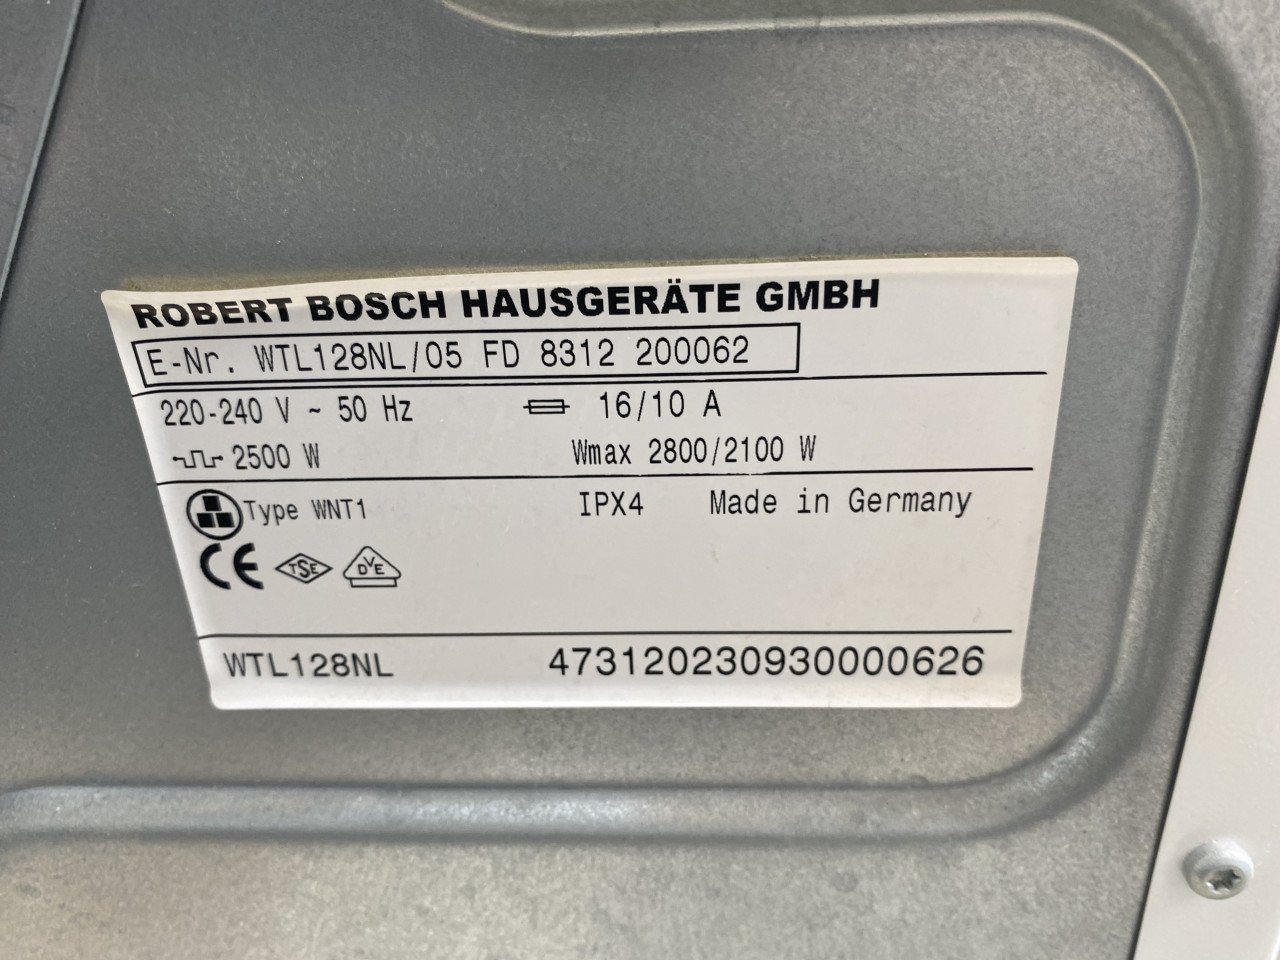 ROBERT BOSCH HAUSGERÄTE GMBH
E-Nr. WTL128NL/05 FD 8312 200062
220-240 V ~ 50 Hz 16/10 A
2500 W Wmax 2800/2100 W
Type WNT1 IPX4 Made in Germany
CE TSE DVE
WTL128NL 473120230930000626